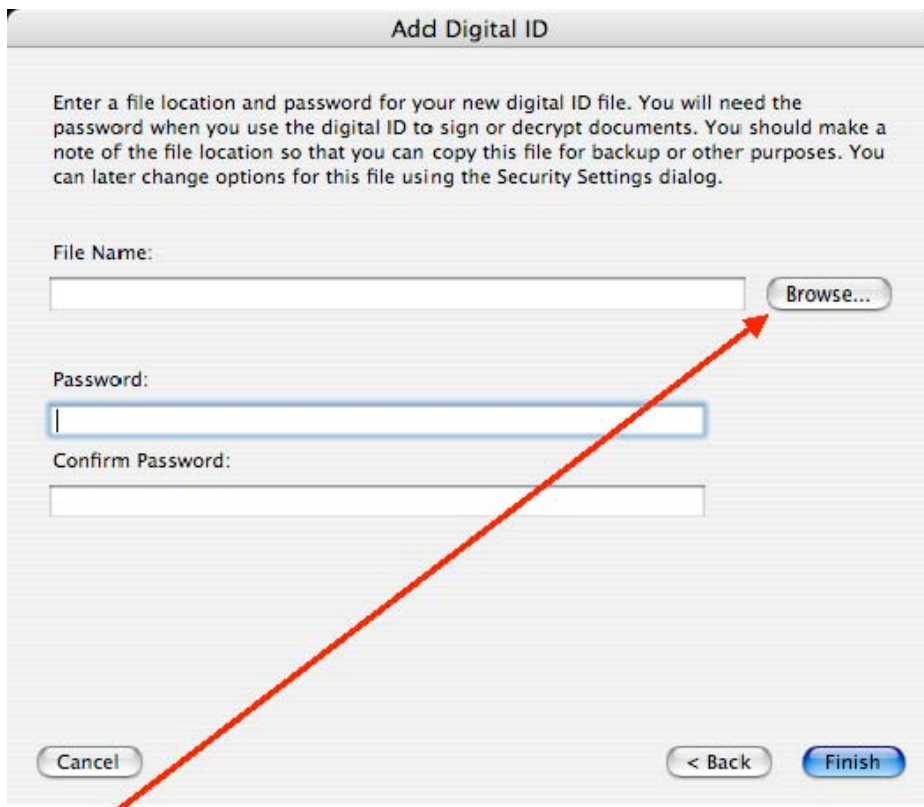 Add Digital ID
Enter a file location and password for your new digital ID file. You will need the
password when you use the digital ID to sign or decrypt documents. You should make a
note of the file location so that you can copy this file for backup or other purposes. You
can later change options for this file using the Security Settings dialog.
File Name:
Browse...
Password:
Confirm Password:
Cancel
< Back
Finish